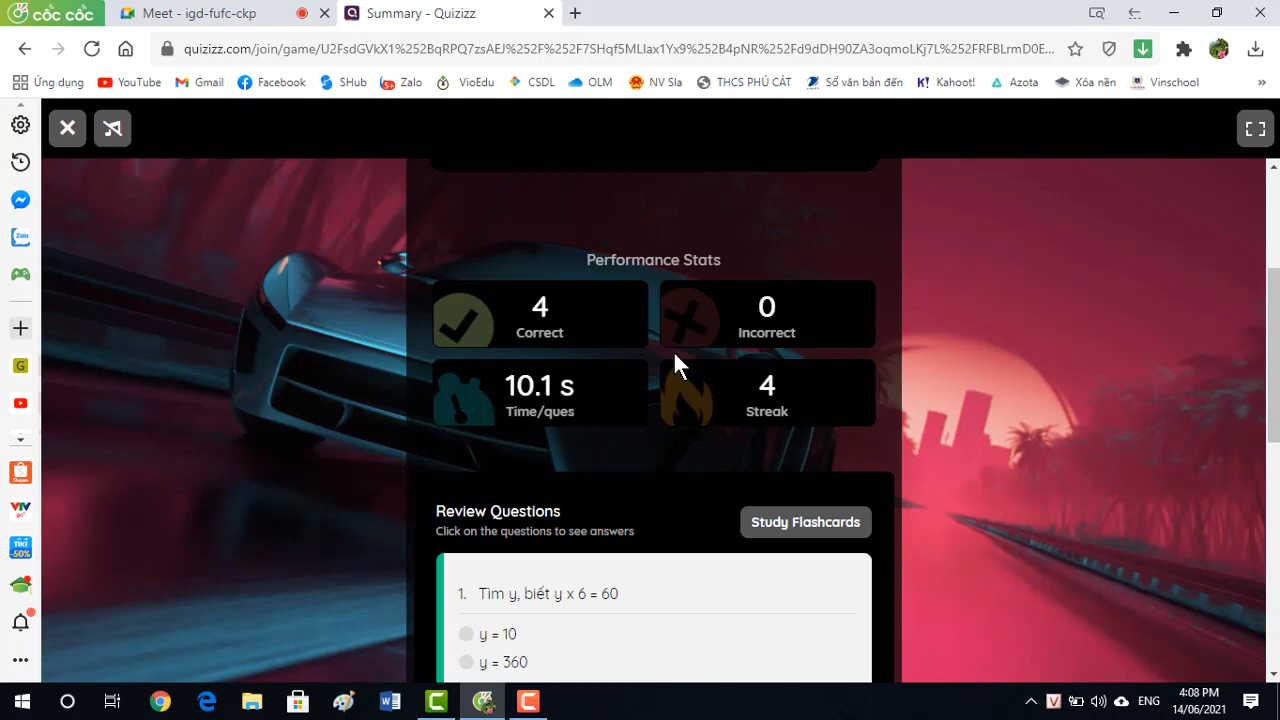 cốc cốc
Meet - igd-fufc-ckp
Summary - Quizizz
quizizz.com/join/game/U2FsdGVkX1%252BqRPQ7zsAEJ%252F%252F7SHqf5MLlax1Yx9%252B4pNR%252Fd9dDH90ZA3oqmoLKj7L%252FRFBLrmD0E...
Ứng dụng
YouTube
Gmail
Facebook
SHub
Zalo
VioEdu
CSDL
OLM
NV Sla
THCS PHÚ CÁT
Sổ văn bản đến
Kahoot!
Azota
Xóa nền
Vinschool
Performance Stats
4
Correct
0
Incorrect
10.1 s
Time/ques
4
Streak
Review Questions
Click on the questions to see answers
Study Flashcards
1. Tìm y, biết y x 6 = 60
y = 10
y = 360
ENG
4:08 PM
14/06/2021